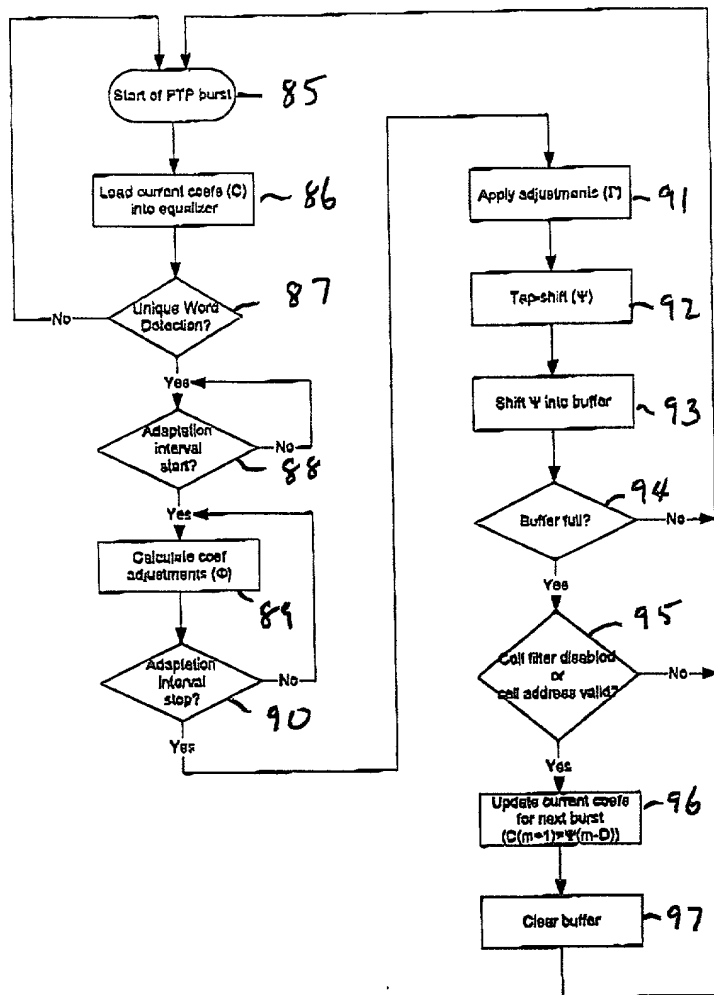 Start of PTP burst
85
Load current coefs (C)
into equalizer
86
Unique Word
Detection?
87
No
Yes
Adaptation
interval
start?
No
88
Yes
Calculate coef
adjustments (Φ)
89
Adaptation
interval
stop?
No
90
Yes
Apply adjustments (Γ)
91
Tap-shift (Ψ)
92
Shift Ψ into buffer
93
Buffer full?
94
No
Yes
Cell filter disabled
or
cell address valid?
95
No
Yes
Update current coefs
for next burst
(C(m+1)=Ψ(m-D))
96
Clear buffer
97